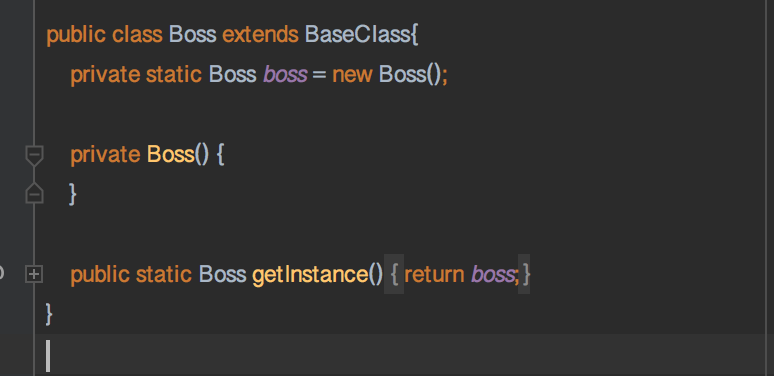 public class Boss extends BaseClass{
private static Boss boss = new Boss();
private Boss() {
}
public static Boss getInstance() { return boss; }
}